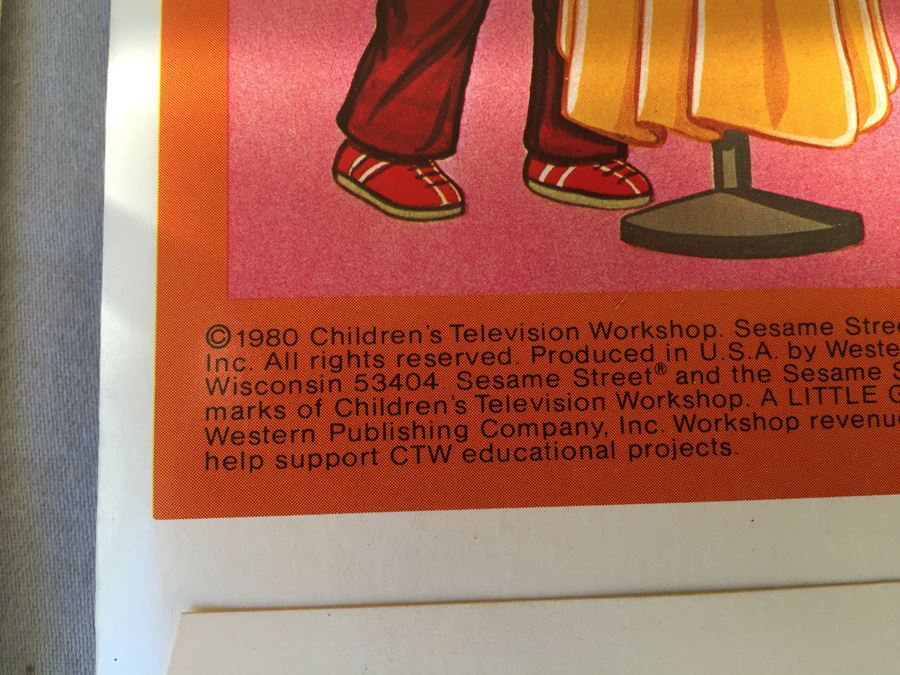 ©1980 Children's Television Workshop. Sesame
Inc. All rights reserved. Produced in U.S.A. by
Wisconsin 53404. Sesame Street® and the Sesame
marks of Children's Television Workshop. A LITTLE
Western Publishing Company, Inc. Workshop
help support CTW educational projects.